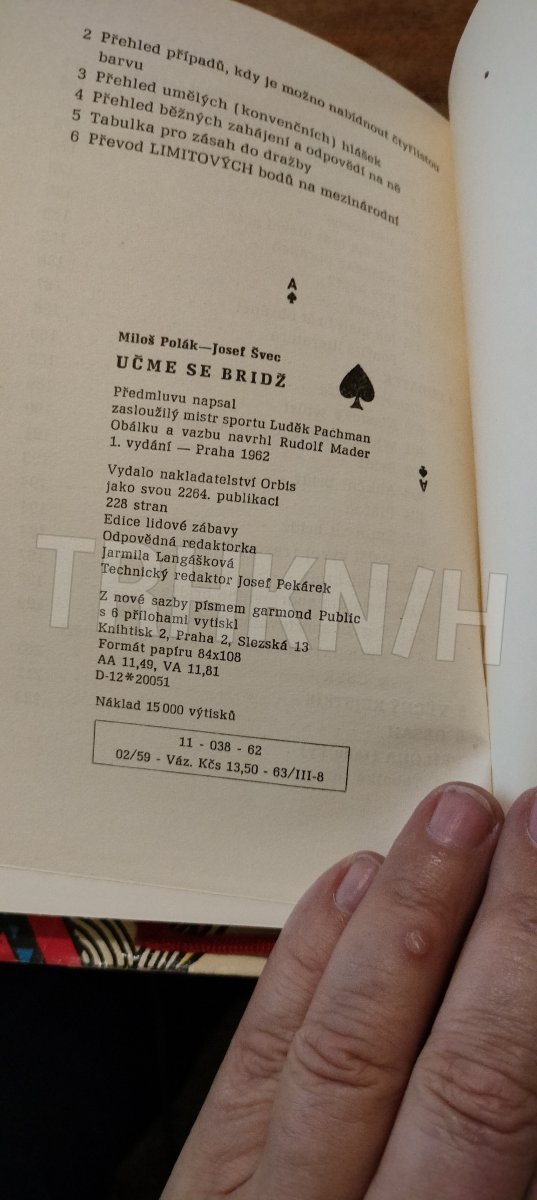 2 Přehled případů, kdy je možno nabídnout čtyřlistou
barvu
3 Přehled umělých (konvenčních) hlášek
4 Přehled běžných zahájení a odpovědí na ně
5 Tabulka pro zásah do dražby
6 Převod LIMITOVÝCH bodů na mezinárodní
A
Miloš Polák—Josef Švec
UČME SE BRIDŽ
Předmluvu napsal
zasloužilý mistr sportu Luděk Pachman
Obálku a vazbu navrhl Rudolf Mader
1. vydání — Praha 1962
A
Vydalo nakladatelství Orbis
jako svou 2264. publikaci
228 stran
Edice lidové zábavy
Odpovědná redaktorka
Jarmila Langášková
Technický redaktor Josef Pekárek
TRHKN/H
Z nové sazby písmem garmond Public
s 6 přílohami vytiskl
Knihtisk 2, Praha 2, Slezská 13
Formát papíru 84x108
AA 11,49, VA 11,81
D-12*20051
Náklad 15 000 výtisků
11 - 038 - 62
02/59 - Váz. Kčs 13,50 - 63/III-8